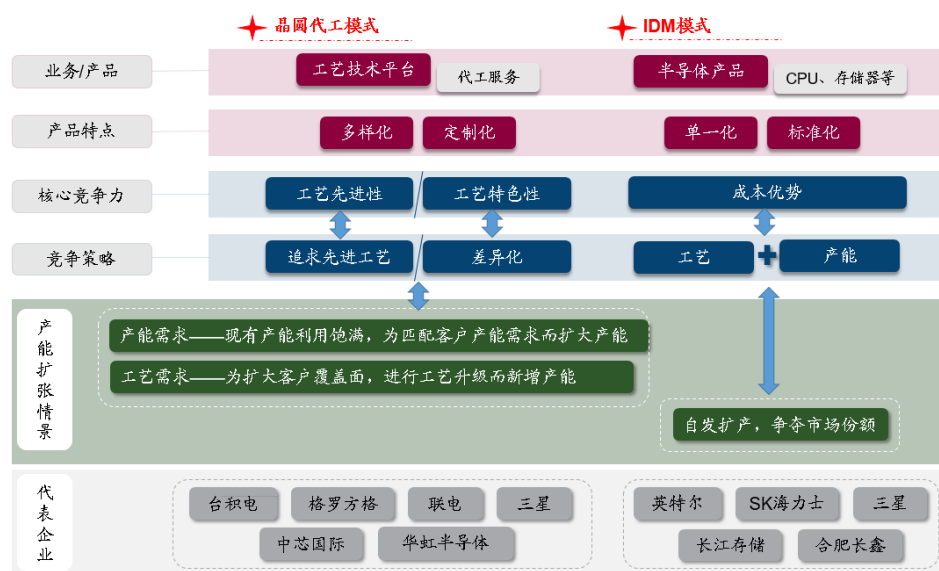 晶圆代工模式
IDM模式
业务/产品
工艺技术平台
代工服务
半导体产品
CPU、存储器等
产品特点
多样化
定制化
单一化
标准化
核心竞争力
工艺先进性
工艺特色性
成本优势
竞争策略
追求先进工艺
差异化
工艺
产能
产能扩张情景
产能需求——现有产能利用饱满，为匹配客户产能需求而扩大产能
工艺需求——为扩大客户覆盖面，进行工艺升级而新增产能
自发扩产，争夺市场份额
代表企业
台积电
格罗方格
联电
三星
中芯国际
华虹半导体
英特尔
SK海力士
三星
长江存储
合肥长鑫